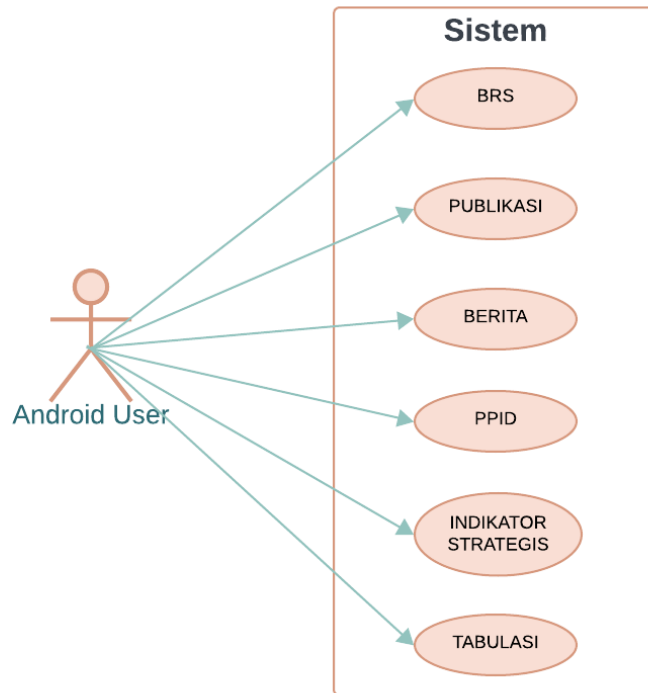 Sistem
BRS
PUBLIKASI
BERITA
PPID
Android User
INDIKATOR
STRATEGIS
TABULASI